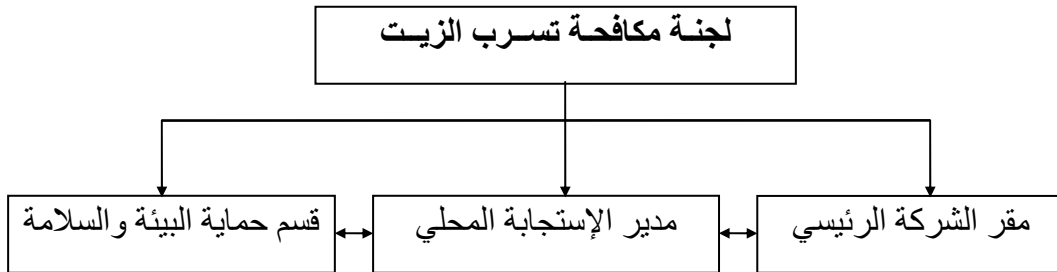 لجنـة مكافحـة تسـرب الزيـت
مقر الشركة الرئيسي
مدير الإستجابة المحلي
قسم حماية البيئة والسلامة